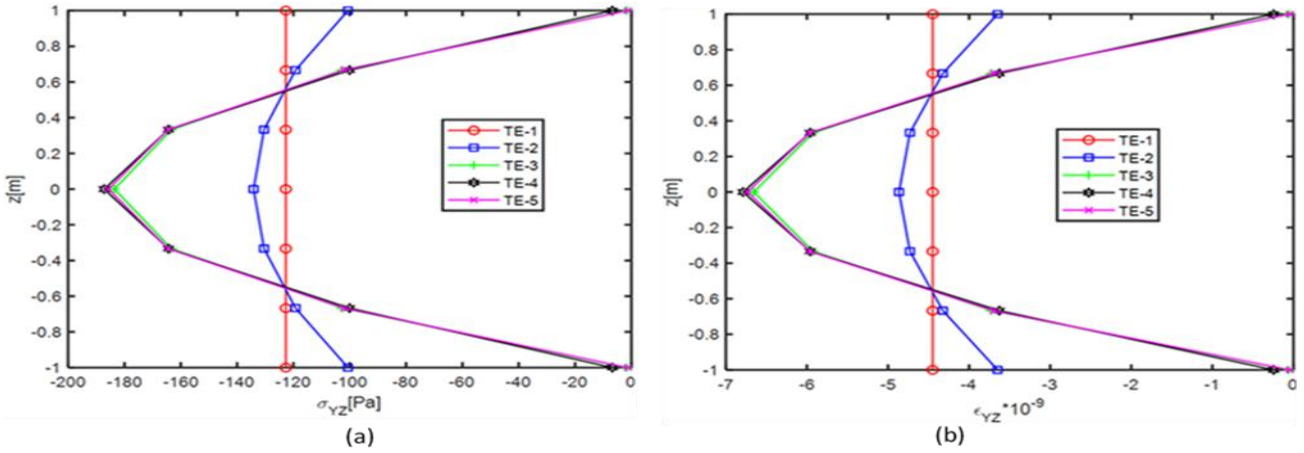 1
0.8
0.6
0.4
0.2
0
-0.2
-0.4
-0.6
-0.8
-1
z[m]
-200 -180 -160 -140 -120 -100 -80 -60 -40 -20 0
σYZ[Pa]
TE-1
TE-2
TE-3
TE-4
TE-5
(a)
1
0.8
0.6
0.4
0.2
0
-0.2
-0.4
-0.6
-0.8
-1
z[m]
-7 -6 -5 -4 -3 -2 -1 0
ϵYZ*10-9
TE-1
TE-2
TE-3
TE-4
TE-5
(b)